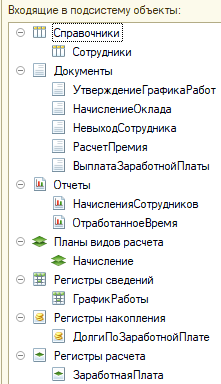 Входящие в подсистему объекты:
Справочники
Сотрудники
Документы
УтверждениеГрафикаРабот
НачислениеОклада
НевыходСотрудника
РасчетПремия
ВыплатаЗаработнойПлаты
Отчеты
НачисленияСотрудников
ОтработанноеВремя
Планы видов расчета
Начисление
Регистры сведений
ГрафикРаботы
Регистры накопления
ДолгиПоЗаработнойПлате
Регистры расчета
ЗаработнаяПлата